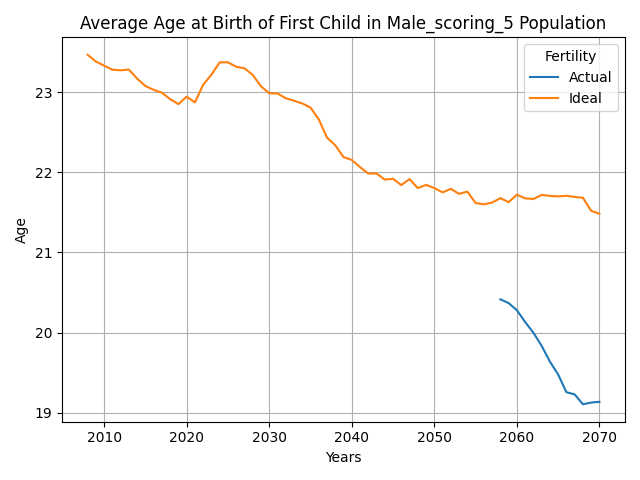 Average Age at Birth of First Child in Male_scoring_5 Population
Fertility
Actual
Ideal
Age
23
22
21
20
19
2010 2020 2030 2040 2050 2060 2070
Years